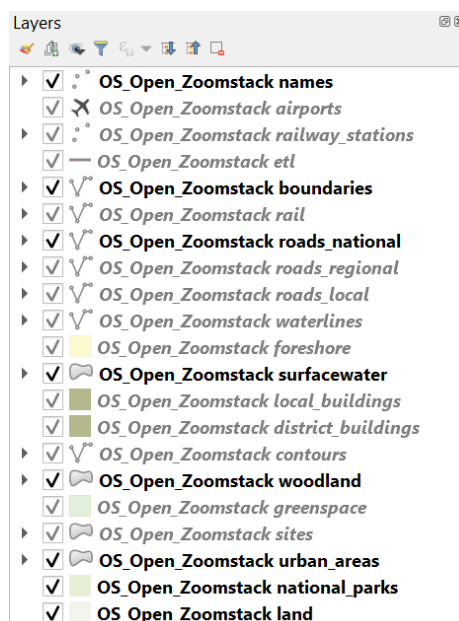 Layers
OS_Open_Zoomstack names
OS_Open_Zoomstack airports
OS_Open_Zoomstack railway_stations
OS_Open_Zoomstack etl
OS_Open_Zoomstack boundaries
OS_Open_Zoomstack rail
OS_Open_Zoomstack roads_national
OS_Open_Zoomstack roads_regional
OS_Open_Zoomstack roads_local
OS_Open_Zoomstack waterlines
OS_Open_Zoomstack foreshore
OS_Open_Zoomstack surfacewater
OS_Open_Zoomstack local_buildings
OS_Open_Zoomstack district_buildings
OS_Open_Zoomstack contours
OS_Open_Zoomstack woodland
OS_Open_Zoomstack greenspace
OS_Open_Zoomstack sites
OS_Open_Zoomstack urban_areas
OS_Open_Zoomstack national_parks
OS_Open_Zoomstack land